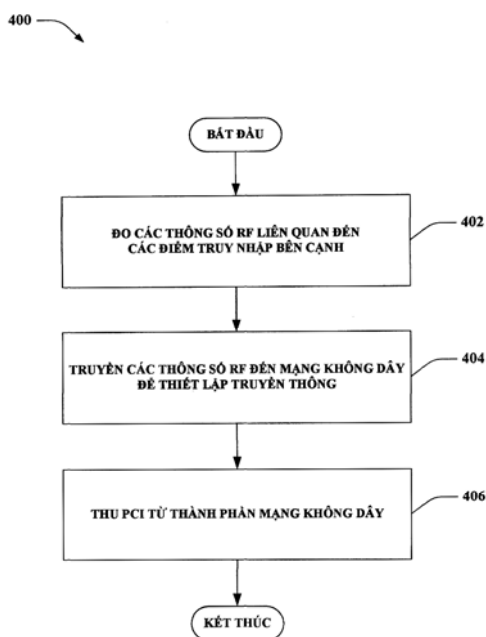 400
BẮT ĐẦU
ĐO CÁC THÔNG SỐ RF LIÊN QUAN ĐẾN
CÁC ĐIỂM TRUY NHẬP BÊN CẠNH
402
TRUYỀN CÁC THÔNG SỐ RF ĐẾN MẠNG KHÔNG DÂY
ĐỂ THIẾT LẬP TRUYỀN THÔNG
404
THU PCI TỪ THÀNH PHẦN MẠNG KHÔNG DÂY
406
KẾT THÚC